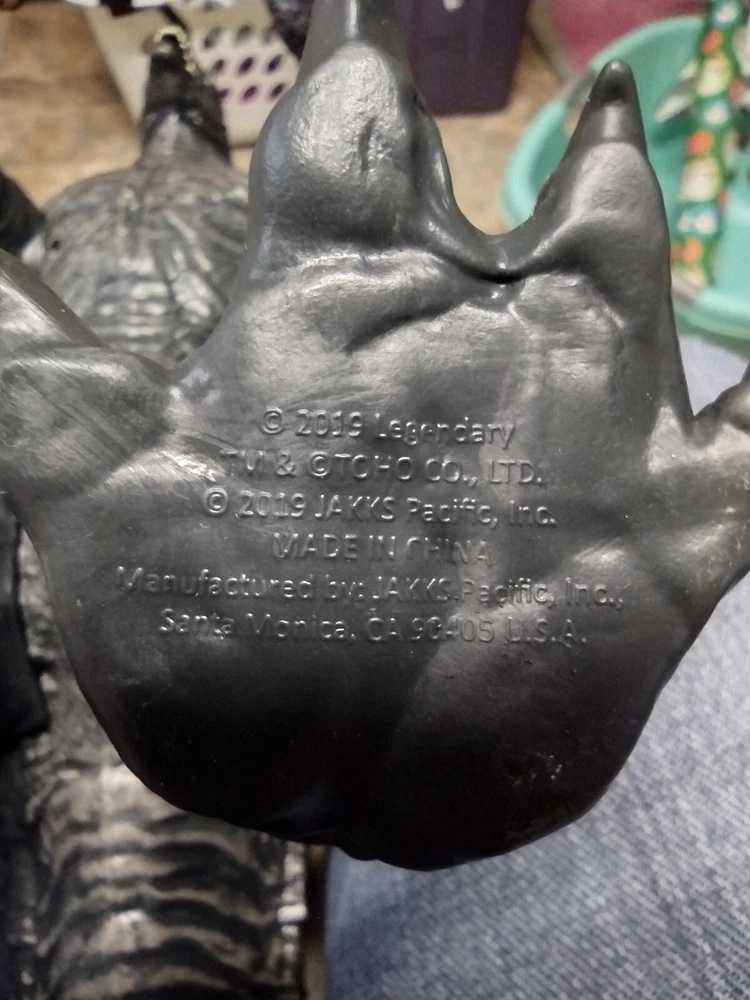 © 2019 Legendary
TM & ©TOHO CO., LTD.
© 2019 JAKKS Pacific, Inc.
MADE IN CHINA
Manufactured by: JAKKS Pacific, Inc.,
Santa Monica, CA 90405 U.S.A.